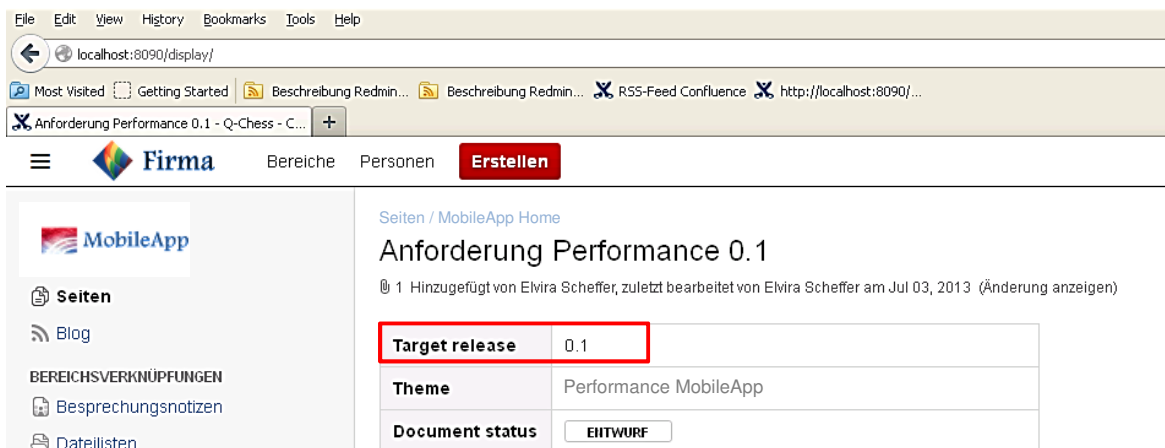 File Edit View History Bookmarks Tools Help
localhost:8090/display/
Most Visited Getting Started Beschreibung Redmin... Beschreibung Redmin... RSS-Feed Confluence http://localhost:8090/...
Anforderung Performance 0.1 - Q-Chess - C... +
Firma Bereiche Personen Erstellen
MobileApp
Seiten
Blog
BEREICHSVERKNÜPFUNGEN
Besprechungsnotizen
Dateilisten
Seiten / MobileApp Home
Anforderung Performance 0.1
1 Hinzugefügt von Elvira Scheffer, zuletzt bearbeitet von Elvira Scheffer am Jul 03, 2013 (Änderung anzeigen)
Target release 0.1
Theme Performance MobileApp
Document status ENTWURF